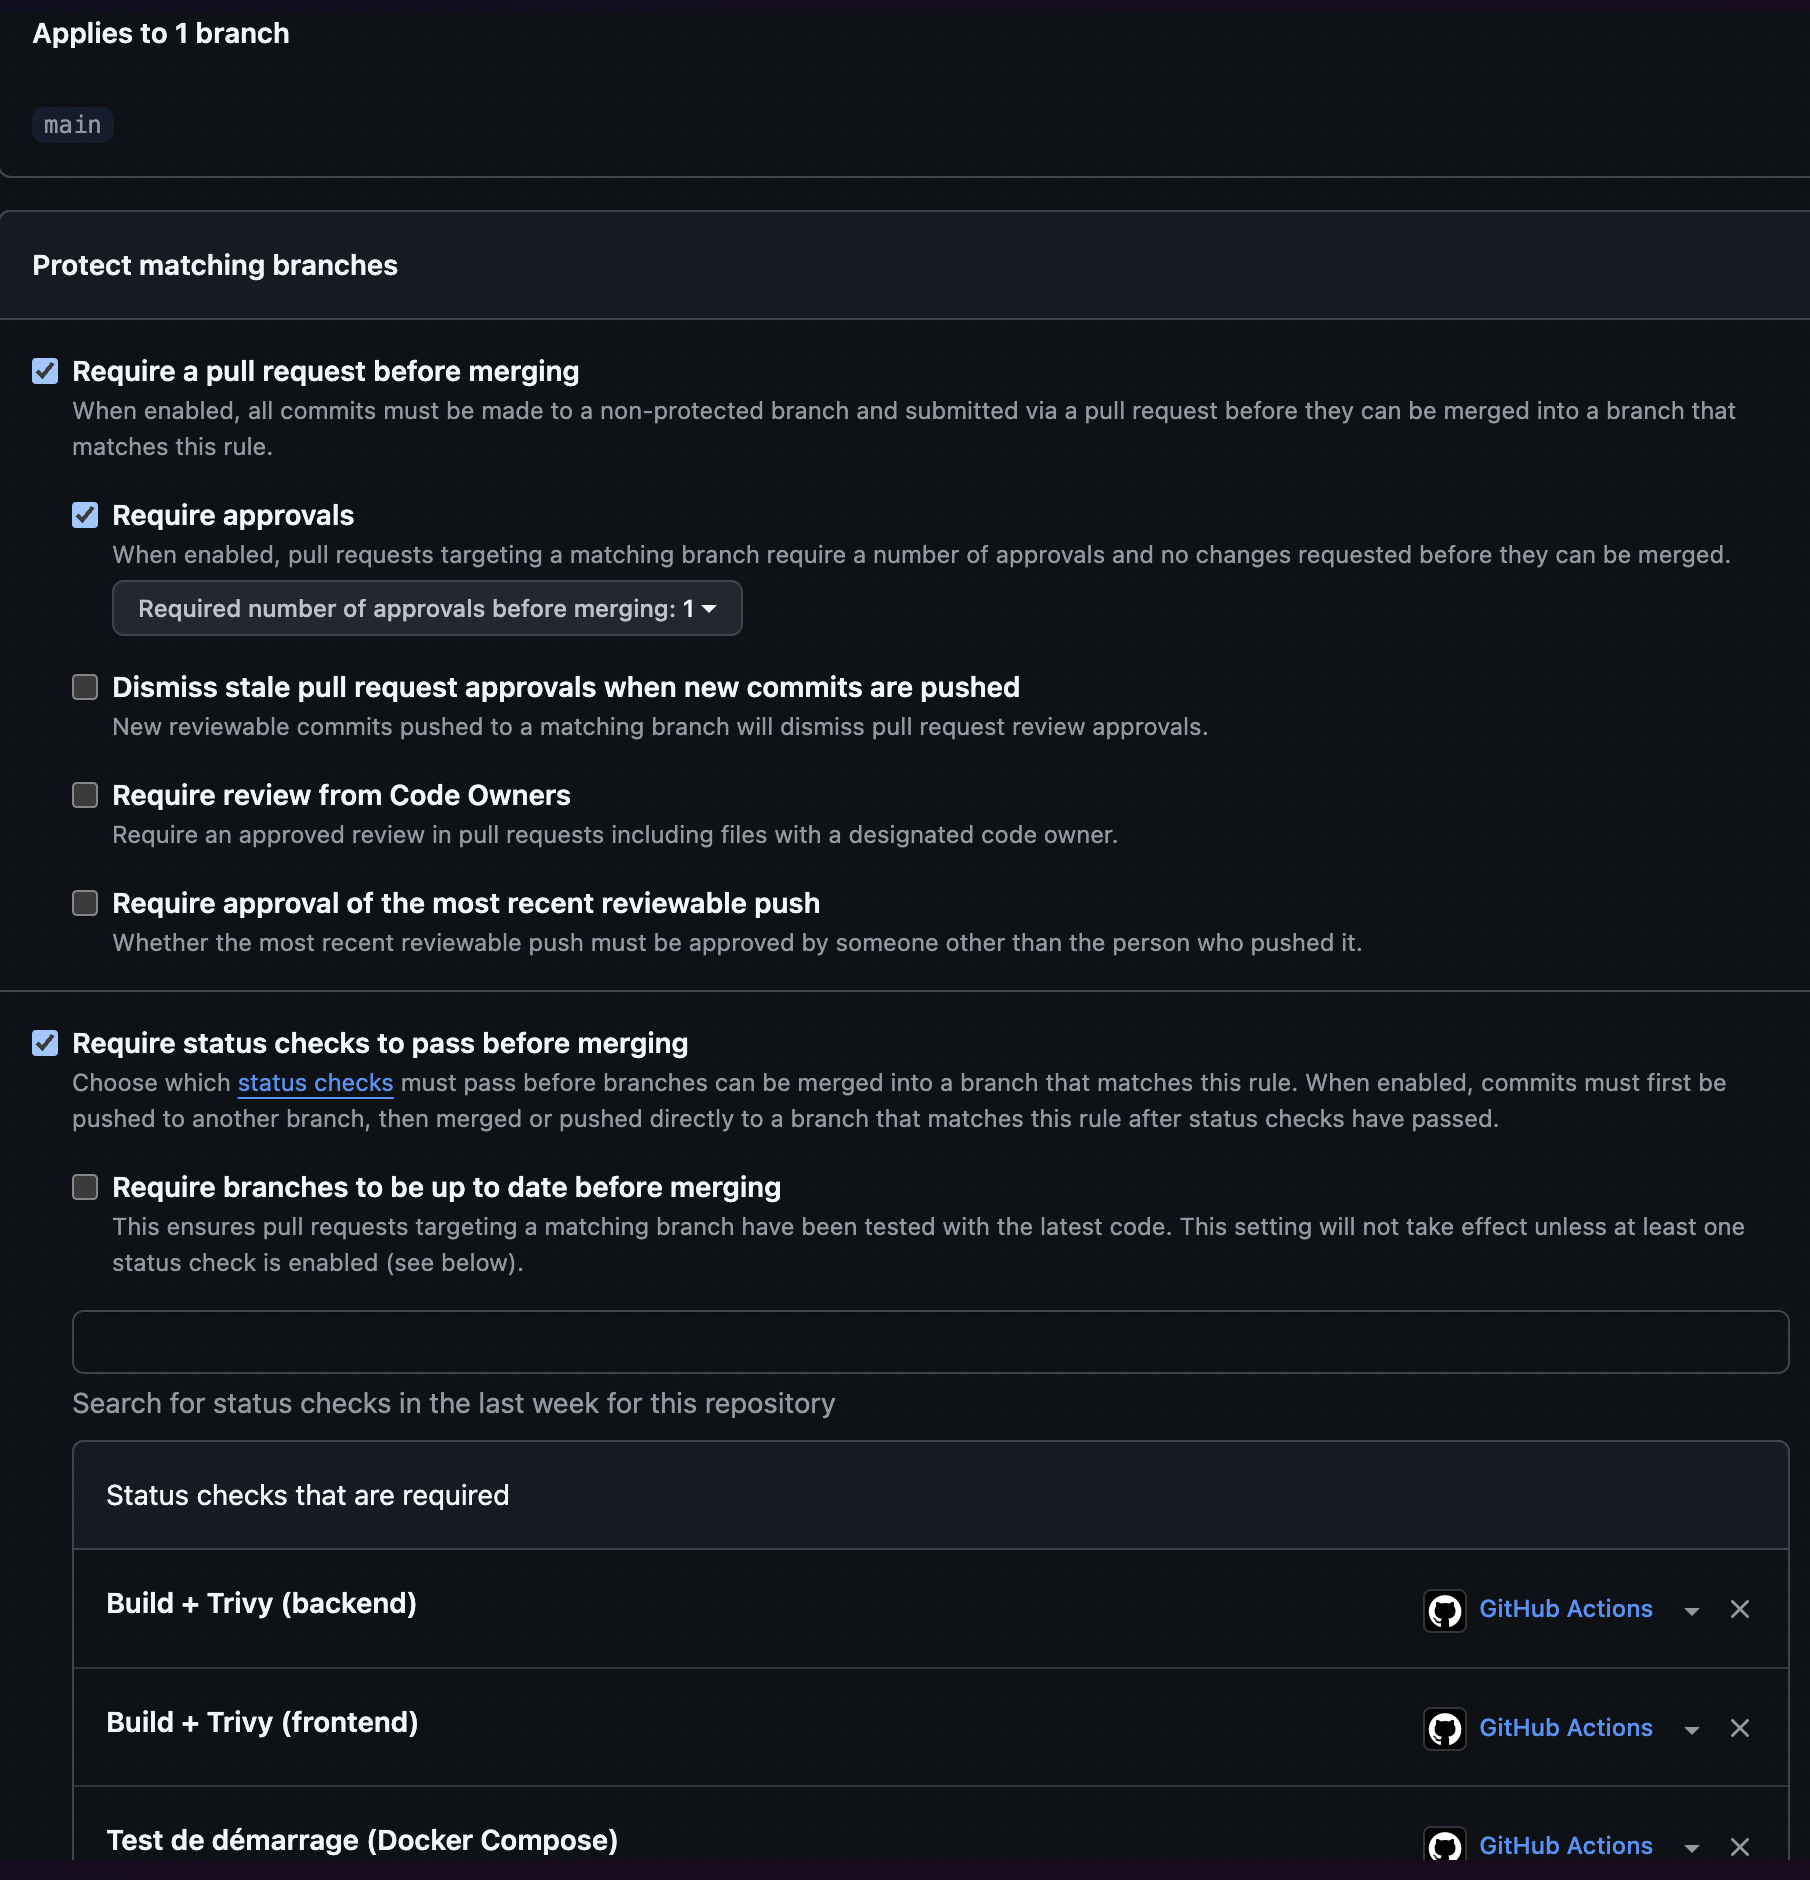 Applies to 1 branch
main
Protect matching branches
Require a pull request before merging
When enabled, all commits must be made to a non-protected branch and submitted via a pull request before they can be merged into a branch that
matches this rule.
Require approvals
When enabled, pull requests targeting a matching branch require a number of approvals and no changes requested before they can be merged.
Required number of approvals before merging: 1
Dismiss stale pull request approvals when new commits are pushed
New reviewable commits pushed to a matching branch will dismiss pull request review approvals.
Require review from Code Owners
Require an approved review in pull requests including files with a designated code owner.
Require approval of the most recent reviewable push
Whether the most recent reviewable push must be approved by someone other than the person who pushed it.
Require status checks to pass before merging
Choose which status checks must pass before branches can be merged into a branch that matches this rule. When enabled, commits must first be
pushed to another branch, then merged or pushed directly to a branch that matches this rule after status checks have passed.
Require branches to be up to date before merging
This ensures pull requests targeting a matching branch have been tested with the latest code. This setting will not take effect unless at least one
status check is enabled (see below).
Search for status checks in the last week for this repository
Status checks that are required
Build + Trivy (backend) GitHub Actions
Build + Trivy (frontend) GitHub Actions
Test de démarrage (Docker Compose) GitHub Actions